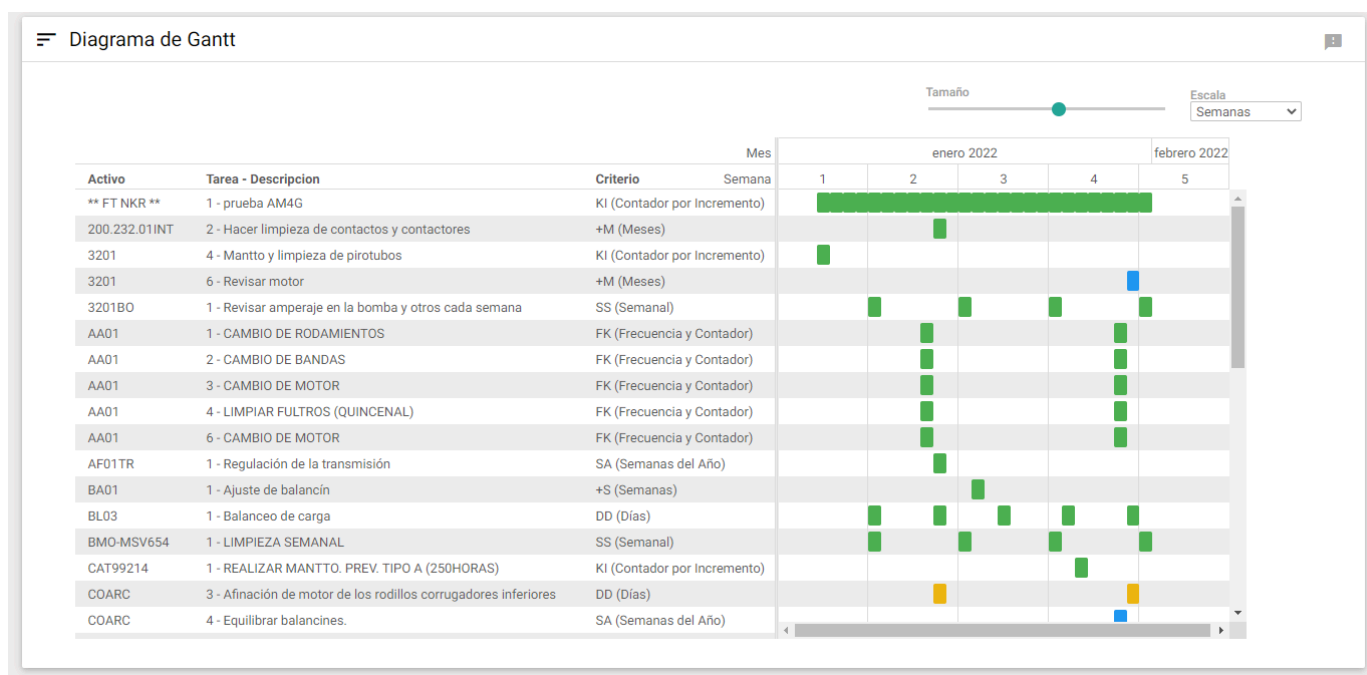 Diagrama de Gantt
Tamaño
Escala
Semanas
Mes enero 2022 febrero 2022
Activo Tarea - Descripcion Criterio Semana 1 2 3 4 5
** FT NKR ** 1 - prueba AM4G KI (Contador por Incremento)
200.232.01INT 2 - Hacer limpieza de contactos y contactores +M (Meses)
3201 4 - Mantto y limpieza de pirotubos KI (Contador por Incremento)
3201 6 - Revisar motor +M (Meses)
3201BO 1 - Revisar amperaje en la bomba y otros cada semana SS (Semanal)
AA01 1 - CAMBIO DE RODAMIENTOS FK (Frecuencia y Contador)
AA01 2 - CAMBIO DE BANDAS FK (Frecuencia y Contador)
AA01 3 - CAMBIO DE MOTOR FK (Frecuencia y Contador)
AA01 4 - LIMPIAR FULTROS (QUINCENAL) FK (Frecuencia y Contador)
AA01 6 - CAMBIO DE MOTOR FK (Frecuencia y Contador)
AF01TR 1 - Regulación de la transmisión SA (Semanas del Año)
BA01 1 - Ajuste de balancín +S (Semanas)
BL03 1 - Balanceo de carga DD (Días)
BMO-MSV654 1 - LIMPIEZA SEMANAL SS (Semanal)
CAT99214 1 - REALIZAR MANTTO. PREV. TIPO A (250HORAS) KI (Contador por Incremento)
COARC 3 - Afinación de motor de los rodillos corrugadores inferiores DD (Días)
COARC 4 - Equilibrar balancines. SA (Semanas del Año)